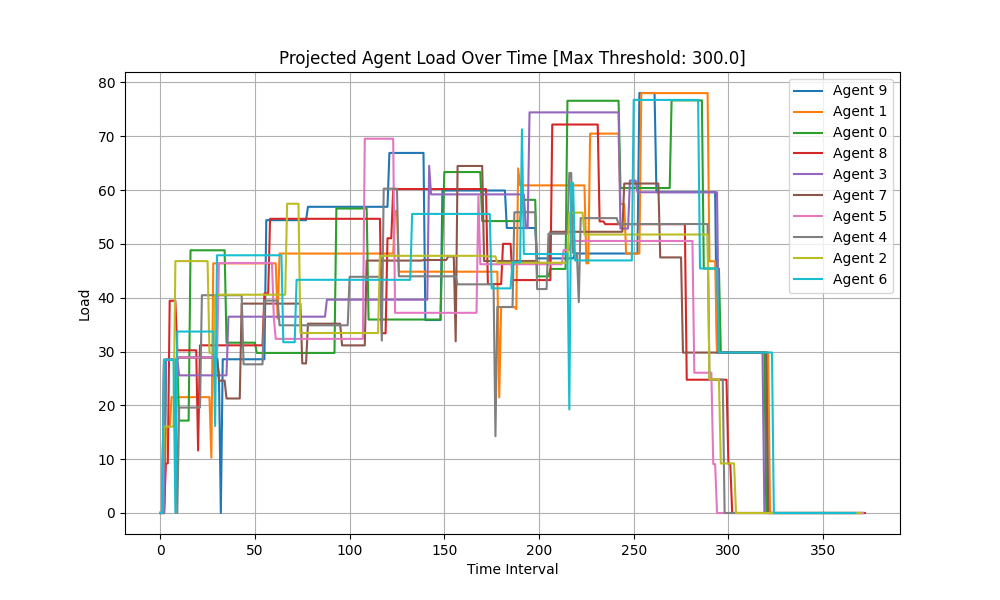 Projected Agent Load Over Time [Max Threshold: 300.0]
80
70
60
50
40
30
20
10
0
Load
0
50
100
150
200
250
300
350
Time Interval
Agent 9
Agent 1
Agent 0
Agent 8
Agent 3
Agent 7
Agent 5
Agent 4
Agent 2
Agent 6